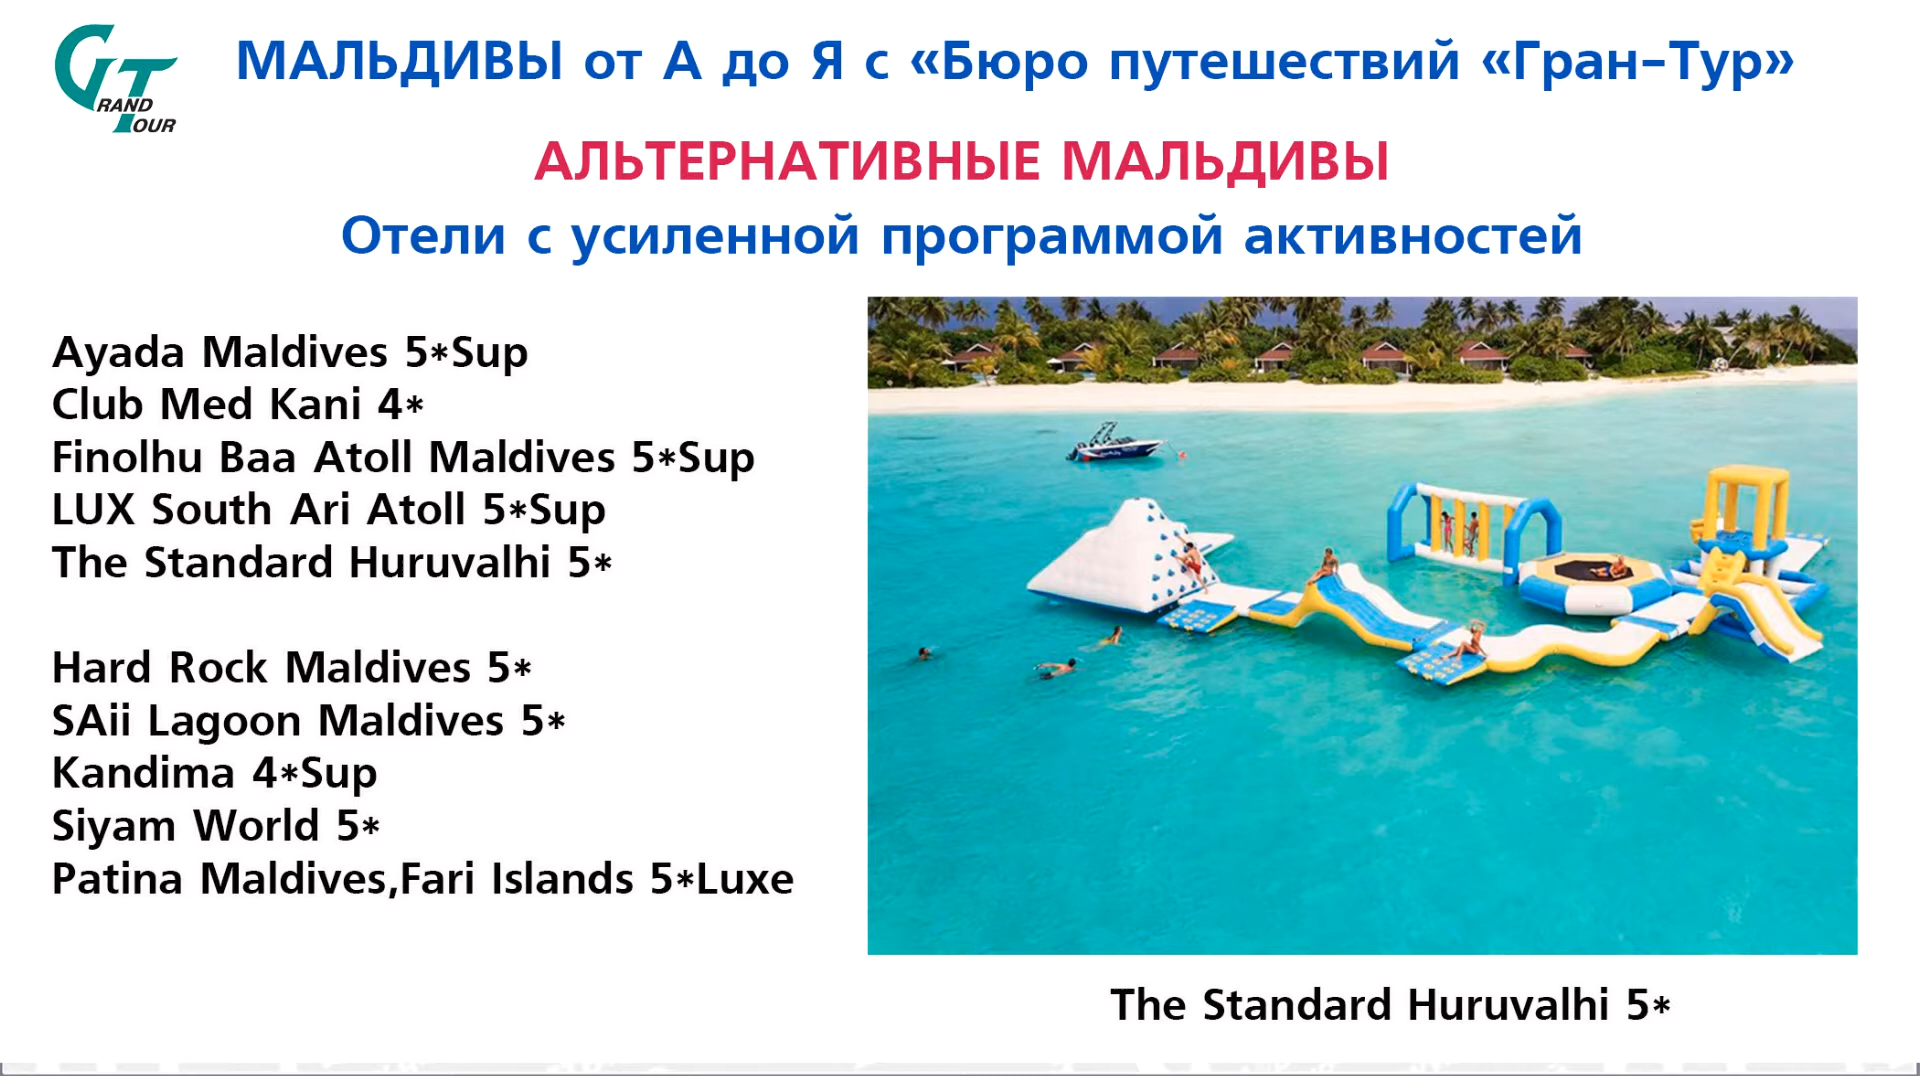 GRAND
TOUR
МАЛЬДИВЫ от А до Я с «Бюро путешествий «Гран-Тур»
АЛЬТЕРНАТИВНЫЕ МАЛЬДИВЫ
Отели с усиленной программой активностей
Ayada Maldives 5*Sup
Club Med Kani 4*
Finolhu Baa Atoll Maldives 5*Sup
LUX South Ari Atoll 5*Sup
The Standard Huruvalhi 5*
Hard Rock Maldives 5*
SAii Lagoon Maldives 5*
Kandima 4*Sup
Siyam World 5*
Patina Maldives,Fari Islands 5*Luxe
The Standard Huruvalhi 5*